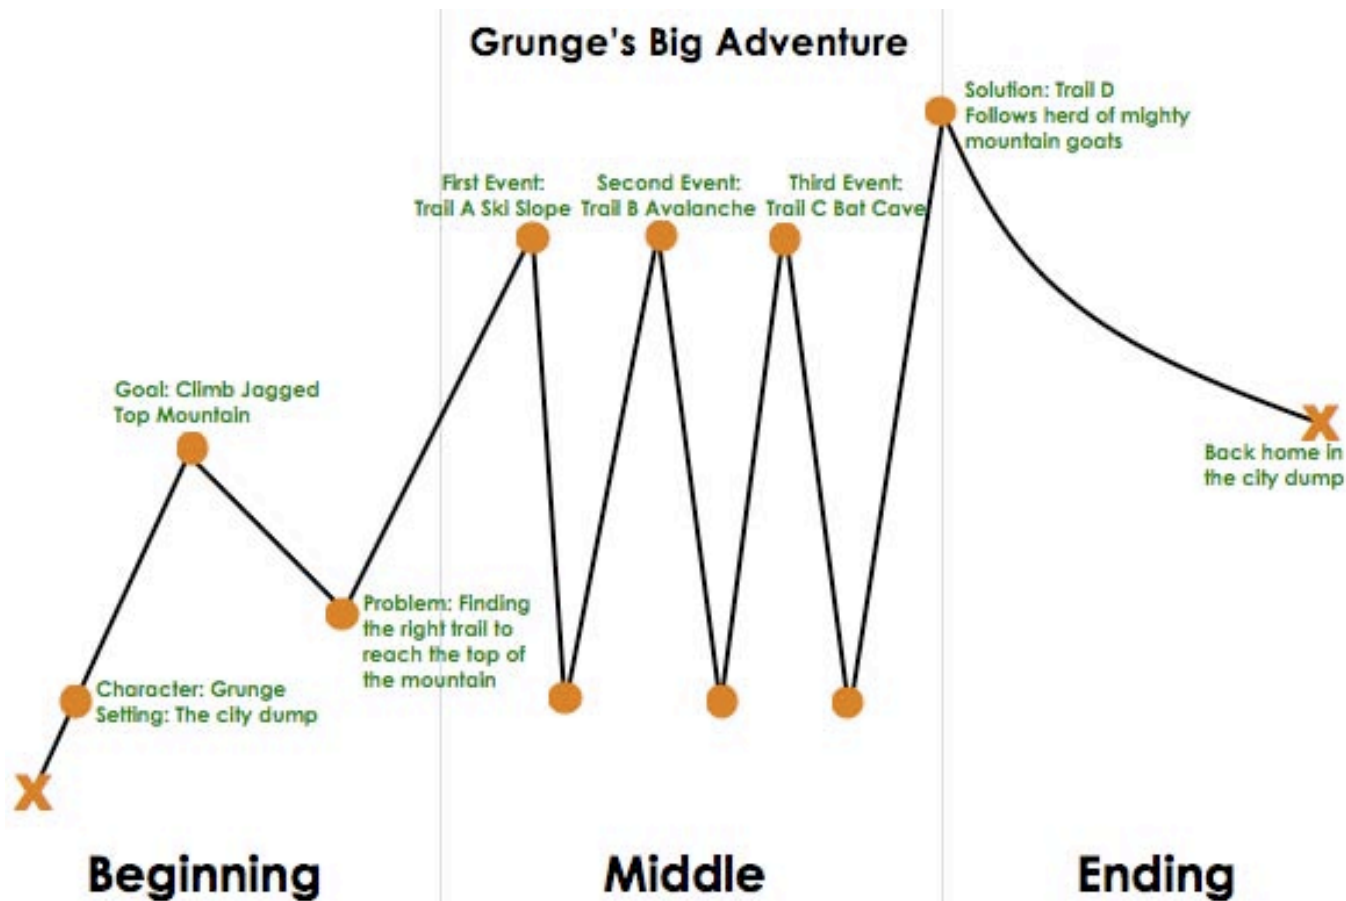 Grunge's Big Adventure
Solution: Trail D
Follows herd of mighty
mountain goats
First Event:
Trail A Ski Slope
Second Event:
Trail B Avalanche
Third Event:
Trail C Bat Cave
Goal: Climb Jagged
Top Mountain
Back home in
the city dump
Problem: Finding
the right trail to
reach the top of
the mountain
Character: Grunge
Setting: The city dump
X
X
Beginning
Middle
Ending